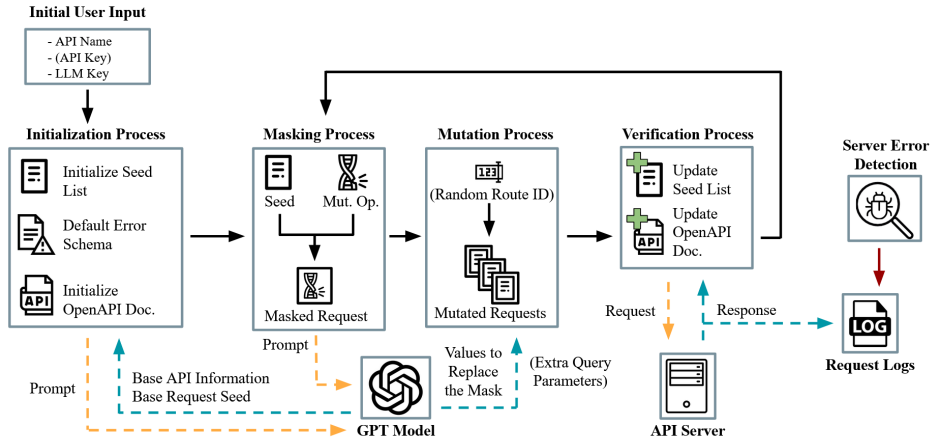 Initial User Input
- API Name
- (API Key)
- LLM Key
Initialization Process
Initialize Seed
List
Default Error
Schema
API
Initialize
OpenAPI Doc.
Masking Process
Seed
Mut. Op.
Masked Request
Mutation Process
123
(Random Route ID)
Mutated Requests
Verification Process
Update
Seed List
API
Update
OpenAPI
Doc.
Server Error
Detection
LOG
Request Logs
Request
Response
API Server
Prompt
Prompt
Base API Information
Base Request Seed
GPT Model
Values to
Replace
the Mask
(Extra Query
Parameters)